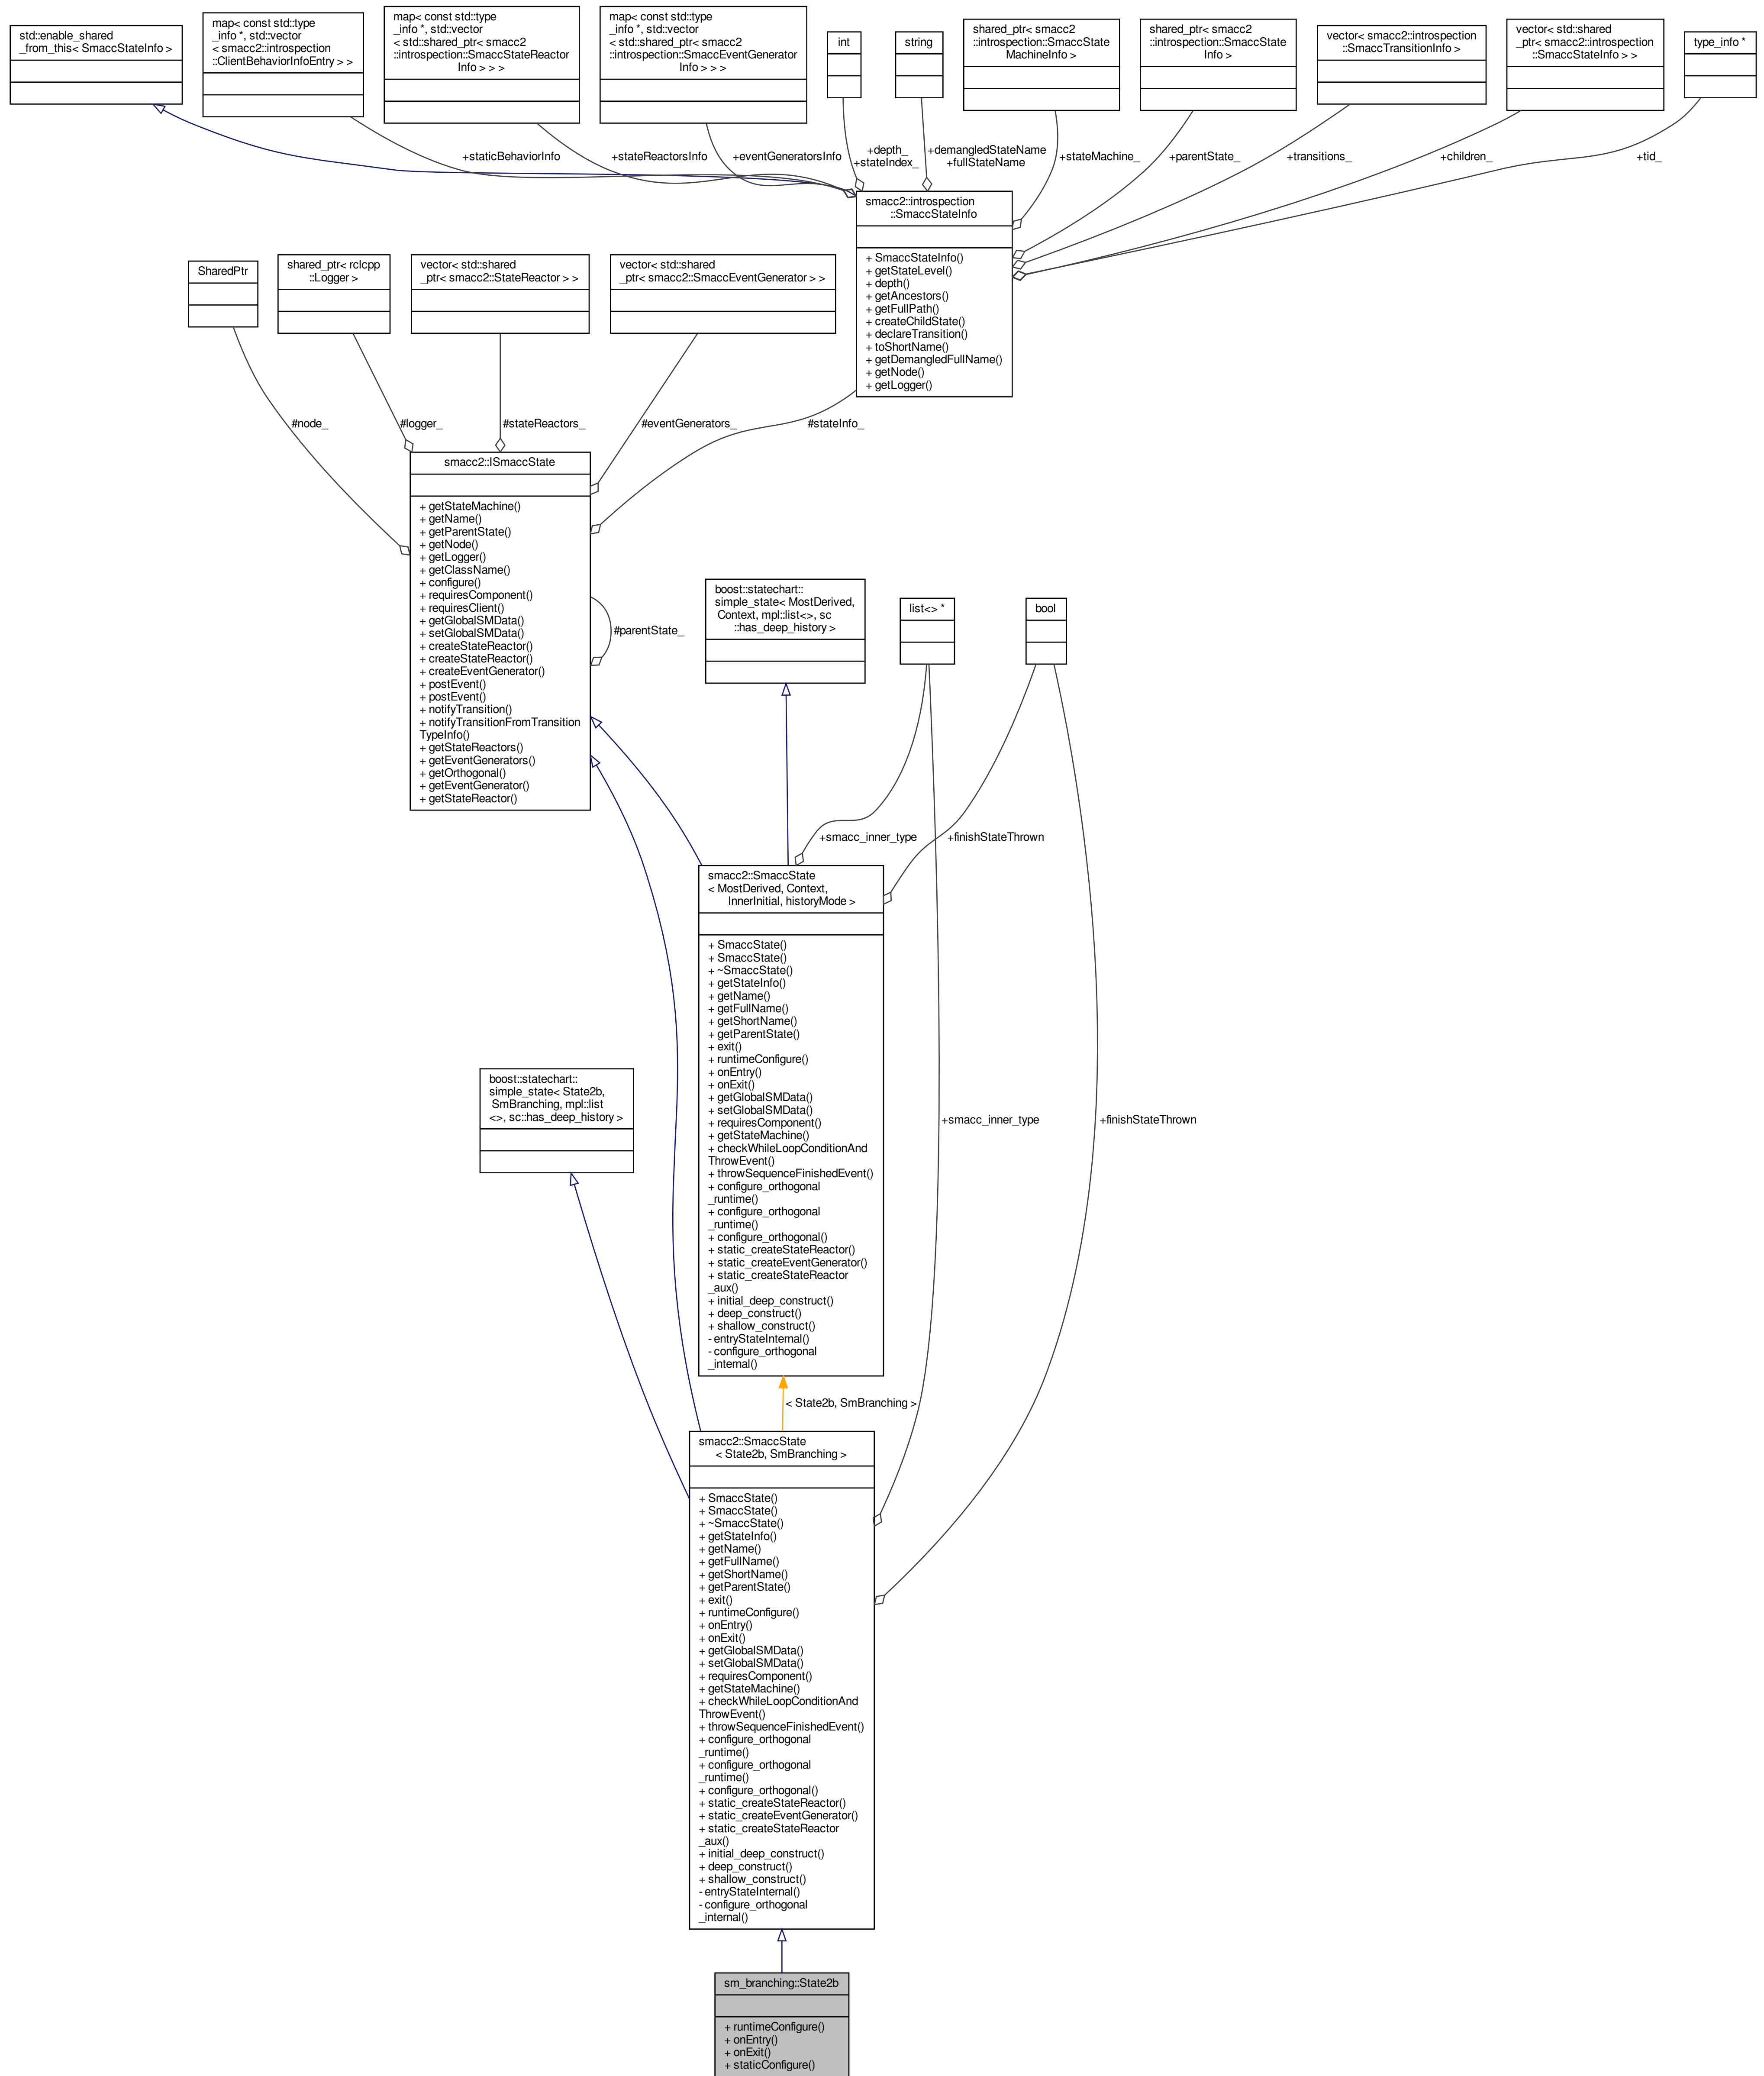 std::enable_shared
_from_this< SmaccStateInfo >
map< const std::type
_info *, std::vector
< smacc2::introspection
::ClientBehaviorInfoEntry > >
map< const std::type
_info *, std::vector
< std::shared_ptr< smacc2
::introspection::SmaccStateReactor
Info > > >
map< const std::type
_info *, std::vector
< std::shared_ptr< smacc2
::introspection::SmaccEventGenerator
Info > > >
int
string
shared_ptr< smacc2
::introspection::SmaccState
MachineInfo >
shared_ptr< smacc2
::introspection::SmaccState
Info >
vector< smacc2::introspection
::SmaccTransitionInfo >
vector< std::shared
_ptr< smacc2::introspection
::SmaccStateInfo > >
type_info *
+staticBehaviorInfo
+stateReactorsInfo
+eventGeneratorsInfo
+depth_
+stateIndex_
+demangledStateName
+fullStateName
+stateMachine_
+parentState_
+transitions_
+children_
+tid_
smacc2::introspection
::SmaccStateInfo
+ SmaccStateInfo()
+ getStateLevel()
+ depth()
+ getAncestors()
+ getFullPath()
+ createChildState()
+ declareTransition()
+ toShortName()
+ getDemangledFullName()
+ getNode()
+ getLogger()
SharedPtr
shared_ptr< rclcpp
::Logger >
vector< std::shared
_ptr< smacc2::StateReactor > >
vector< std::shared
_ptr< smacc2::SmaccEventGenerator > >
#node_
#logger_
#stateReactors_
#eventGenerators_
#stateInfo_
smacc2::ISmaccState
+ getStateMachine()
+ getName()
+ getParentState()
+ getNode()
+ getLogger()
+ getClassName()
+ configure()
+ requiresComponent()
+ requiresClient()
+ getGlobalSMData()
+ setGlobalSMData()
+ createStateReactor()
+ createStateReactor()
+ createEventGenerator()
+ postEvent()
+ postEvent()
+ notifyTransition()
+ notifyTransitionFromTransition
TypeInfo()
+ getStateReactors()
+ getEventGenerators()
+ getOrthogonal()
+ getEventGenerator()
+ getStateReactor()
#parentState_
boost::statechart::
simple_state< MostDerived,
Context, mpl::list<>, sc
::has_deep_history >
list<> *
bool
+smacc_inner_type
+finishStateThrown
smacc2::SmaccState
< MostDerived, Context,
InnerInitial, historyMode >
+ SmaccState()
+ SmaccState()
+ ~SmaccState()
+ getStateInfo()
+ getName()
+ getFullName()
+ getShortName()
+ getParentState()
+ exit()
+ runtimeConfigure()
+ onEntry()
+ onExit()
+ getGlobalSMData()
+ setGlobalSMData()
+ requiresComponent()
+ getStateMachine()
+ checkWhileLoopConditionAnd
ThrowEvent()
+ throwSequenceFinishedEvent()
+ configure_orthogonal
_runtime()
+ configure_orthogonal
_runtime()
+ configure_orthogonal()
+ static_createStateReactor()
+ static_createEventGenerator()
+ static_createStateReactor
_aux()
+ initial_deep_construct()
+ deep_construct()
+ shallow_construct()
- entryStateInternal()
- configure_orthogonal
_internal()
boost::statechart::
simple_state< State2b,
SmBranching, mpl::list
<>, sc::has_deep_history >
+smacc_inner_type
+finishStateThrown
< State2b, SmBranching >
smacc2::SmaccState
< State2b, SmBranching >
+ SmaccState()
+ SmaccState()
+ ~SmaccState()
+ getStateInfo()
+ getName()
+ getFullName()
+ getShortName()
+ getParentState()
+ exit()
+ runtimeConfigure()
+ onEntry()
+ onExit()
+ getGlobalSMData()
+ setGlobalSMData()
+ requiresComponent()
+ getStateMachine()
+ checkWhileLoopConditionAnd
ThrowEvent()
+ throwSequenceFinishedEvent()
+ configure_orthogonal
_runtime()
+ configure_orthogonal
_runtime()
+ configure_orthogonal()
+ static_createStateReactor()
+ static_createEventGenerator()
+ static_createStateReactor
_aux()
+ initial_deep_construct()
+ deep_construct()
+ shallow_construct()
- entryStateInternal()
- configure_orthogonal
_internal()
sm_branching::State2b
+ runtimeConfigure()
+ onEntry()
+ onExit()
+ staticConfigure()